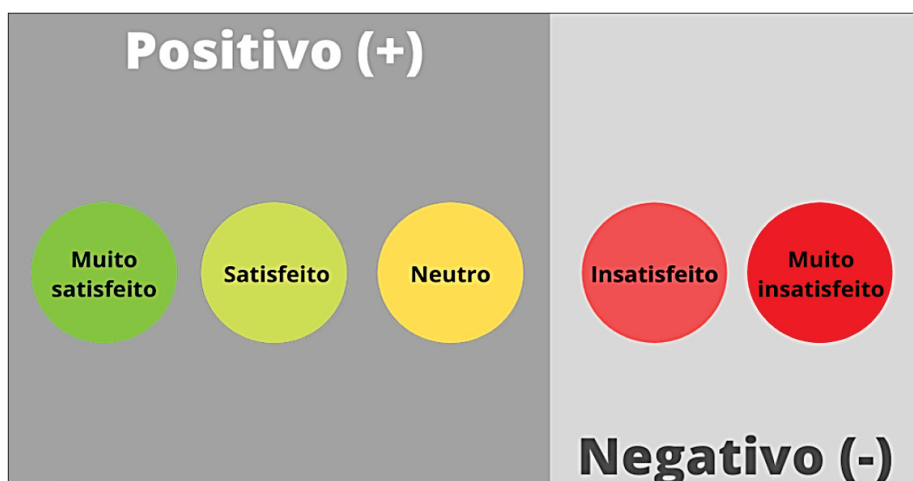 Positivo (+)
Muito
satisfeito
Satisfeito
Neutro
Insatisfeito
Muito
insatisfeito
Negativo (-)